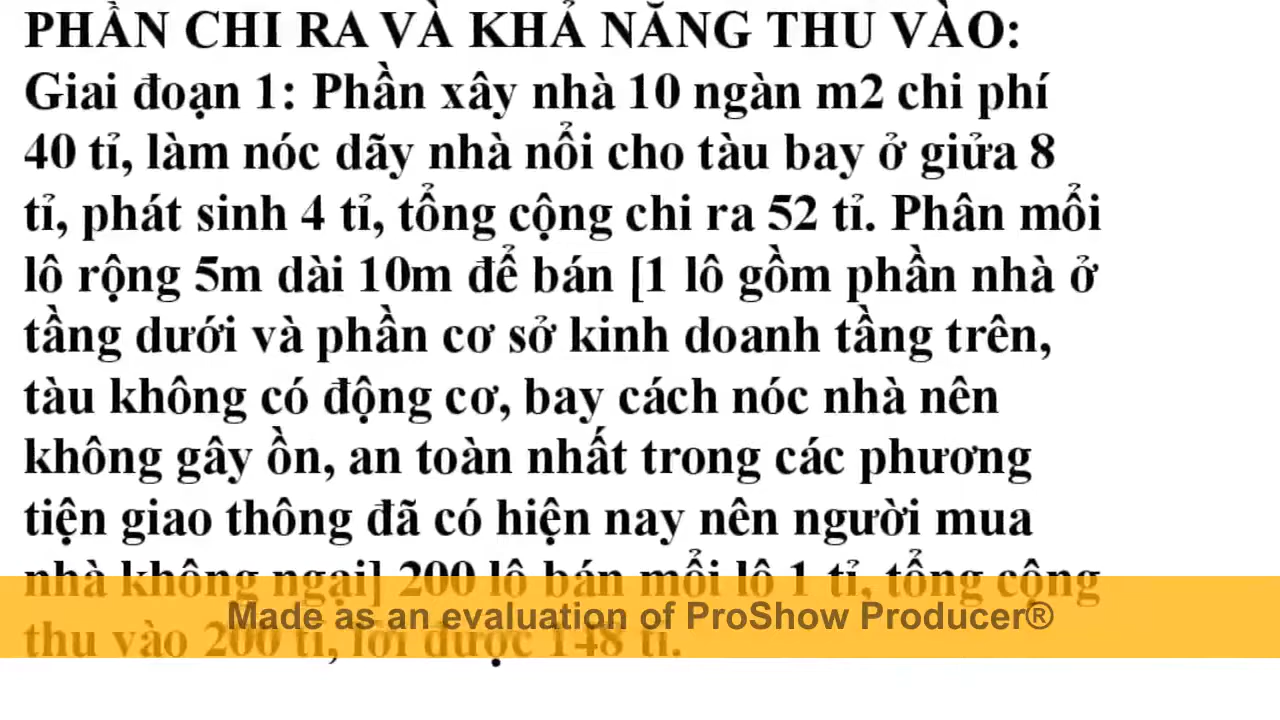 PHẦN CHI RA VÀ KHẢ NĂNG THU VÀO:
Giai đoạn 1: Phần xây nhà 10 ngàn m2 chi phí
40 tỉ, làm nóc dãy nhà nổi cho tàu bay ở giửa 8
tỉ, phát sinh 4 tỉ, tổng cộng chi ra 52 tỉ. Phân mổi
lô rộng 5m dài 10m để bán [1 lô gồm phần nhà ở
tầng dưới và phần cơ sở kinh doanh tầng trên,
tàu không có động cơ, bay cách nóc nhà nên
không gây ồn, an toàn nhất trong các phương
tiện giao thông đã có hiện nay nên người mua
nhà không ngại] 200 lô bán mổi lô 1 tỉ, tổng cộng
Made as an evaluation of ProShow Producer®
thu vào 200 tỉ, lời được 148 tỉ.